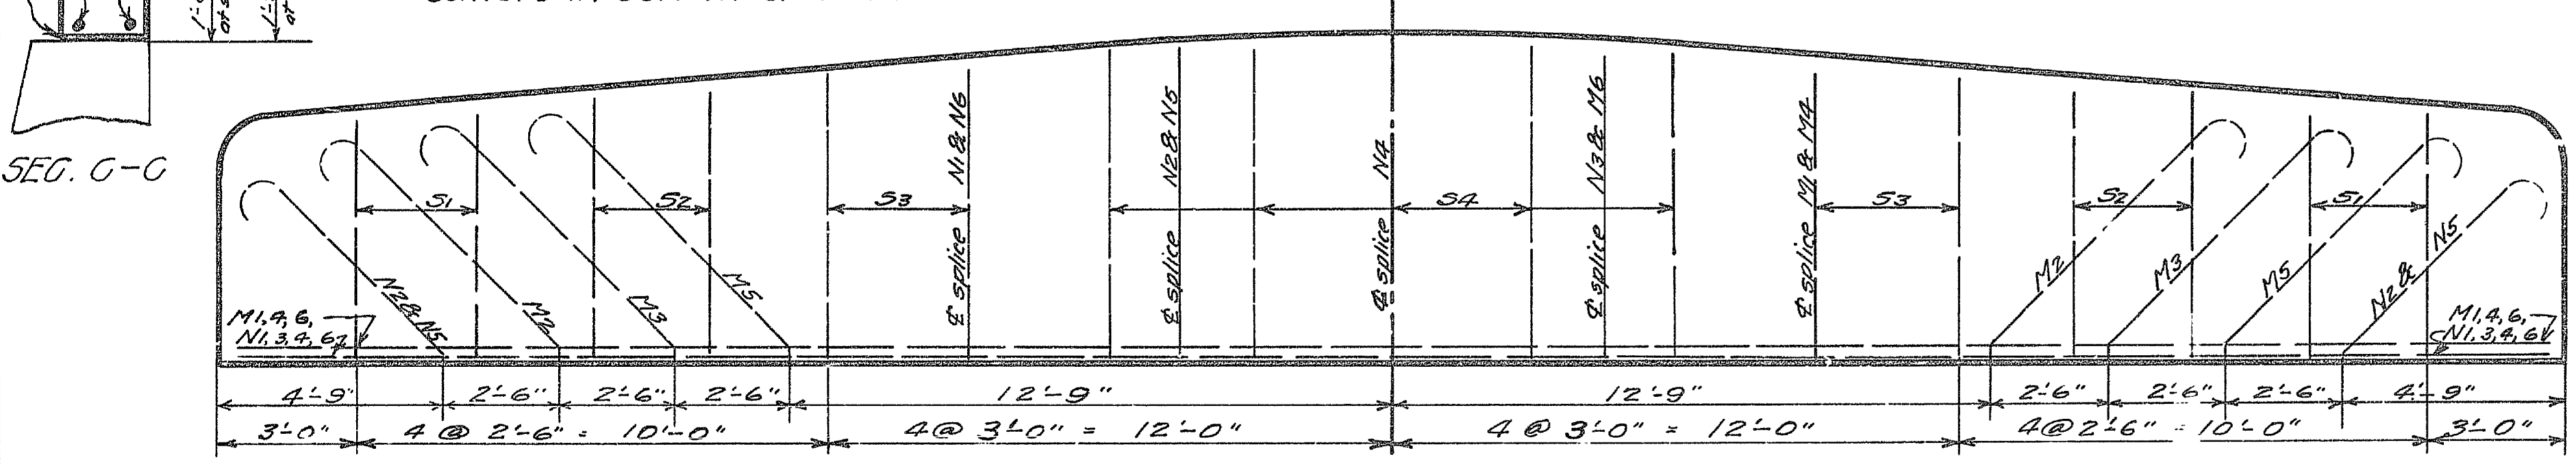 SEC. C-C
1'-
at
℄ splice N1 & N6
℄ splice N2 & N5
℄ splice N4
℄ splice N3 & M6
℄ splice M1 & M4
S1 S2 S3 S4 S3 S2 S1
N2 & N5
M2
M3
M5
M2
M3
M5
N2 & N5
M1,4,6,
N1,3,4,6
M1,4,6,
N1,3,4,6
4'-9" 2'-6" 2'-6" 2'-6" 12'-9" 12'-9" 2'-6" 2'-6" 2'-6" 4'-9"
3'-0" 4 @ 2'-6" = 10'-0" 4 @ 3'-0" = 12'-0" 4 @ 3'-0" = 12'-0" 4 @ 2'-6" = 10'-0" 3'-0"